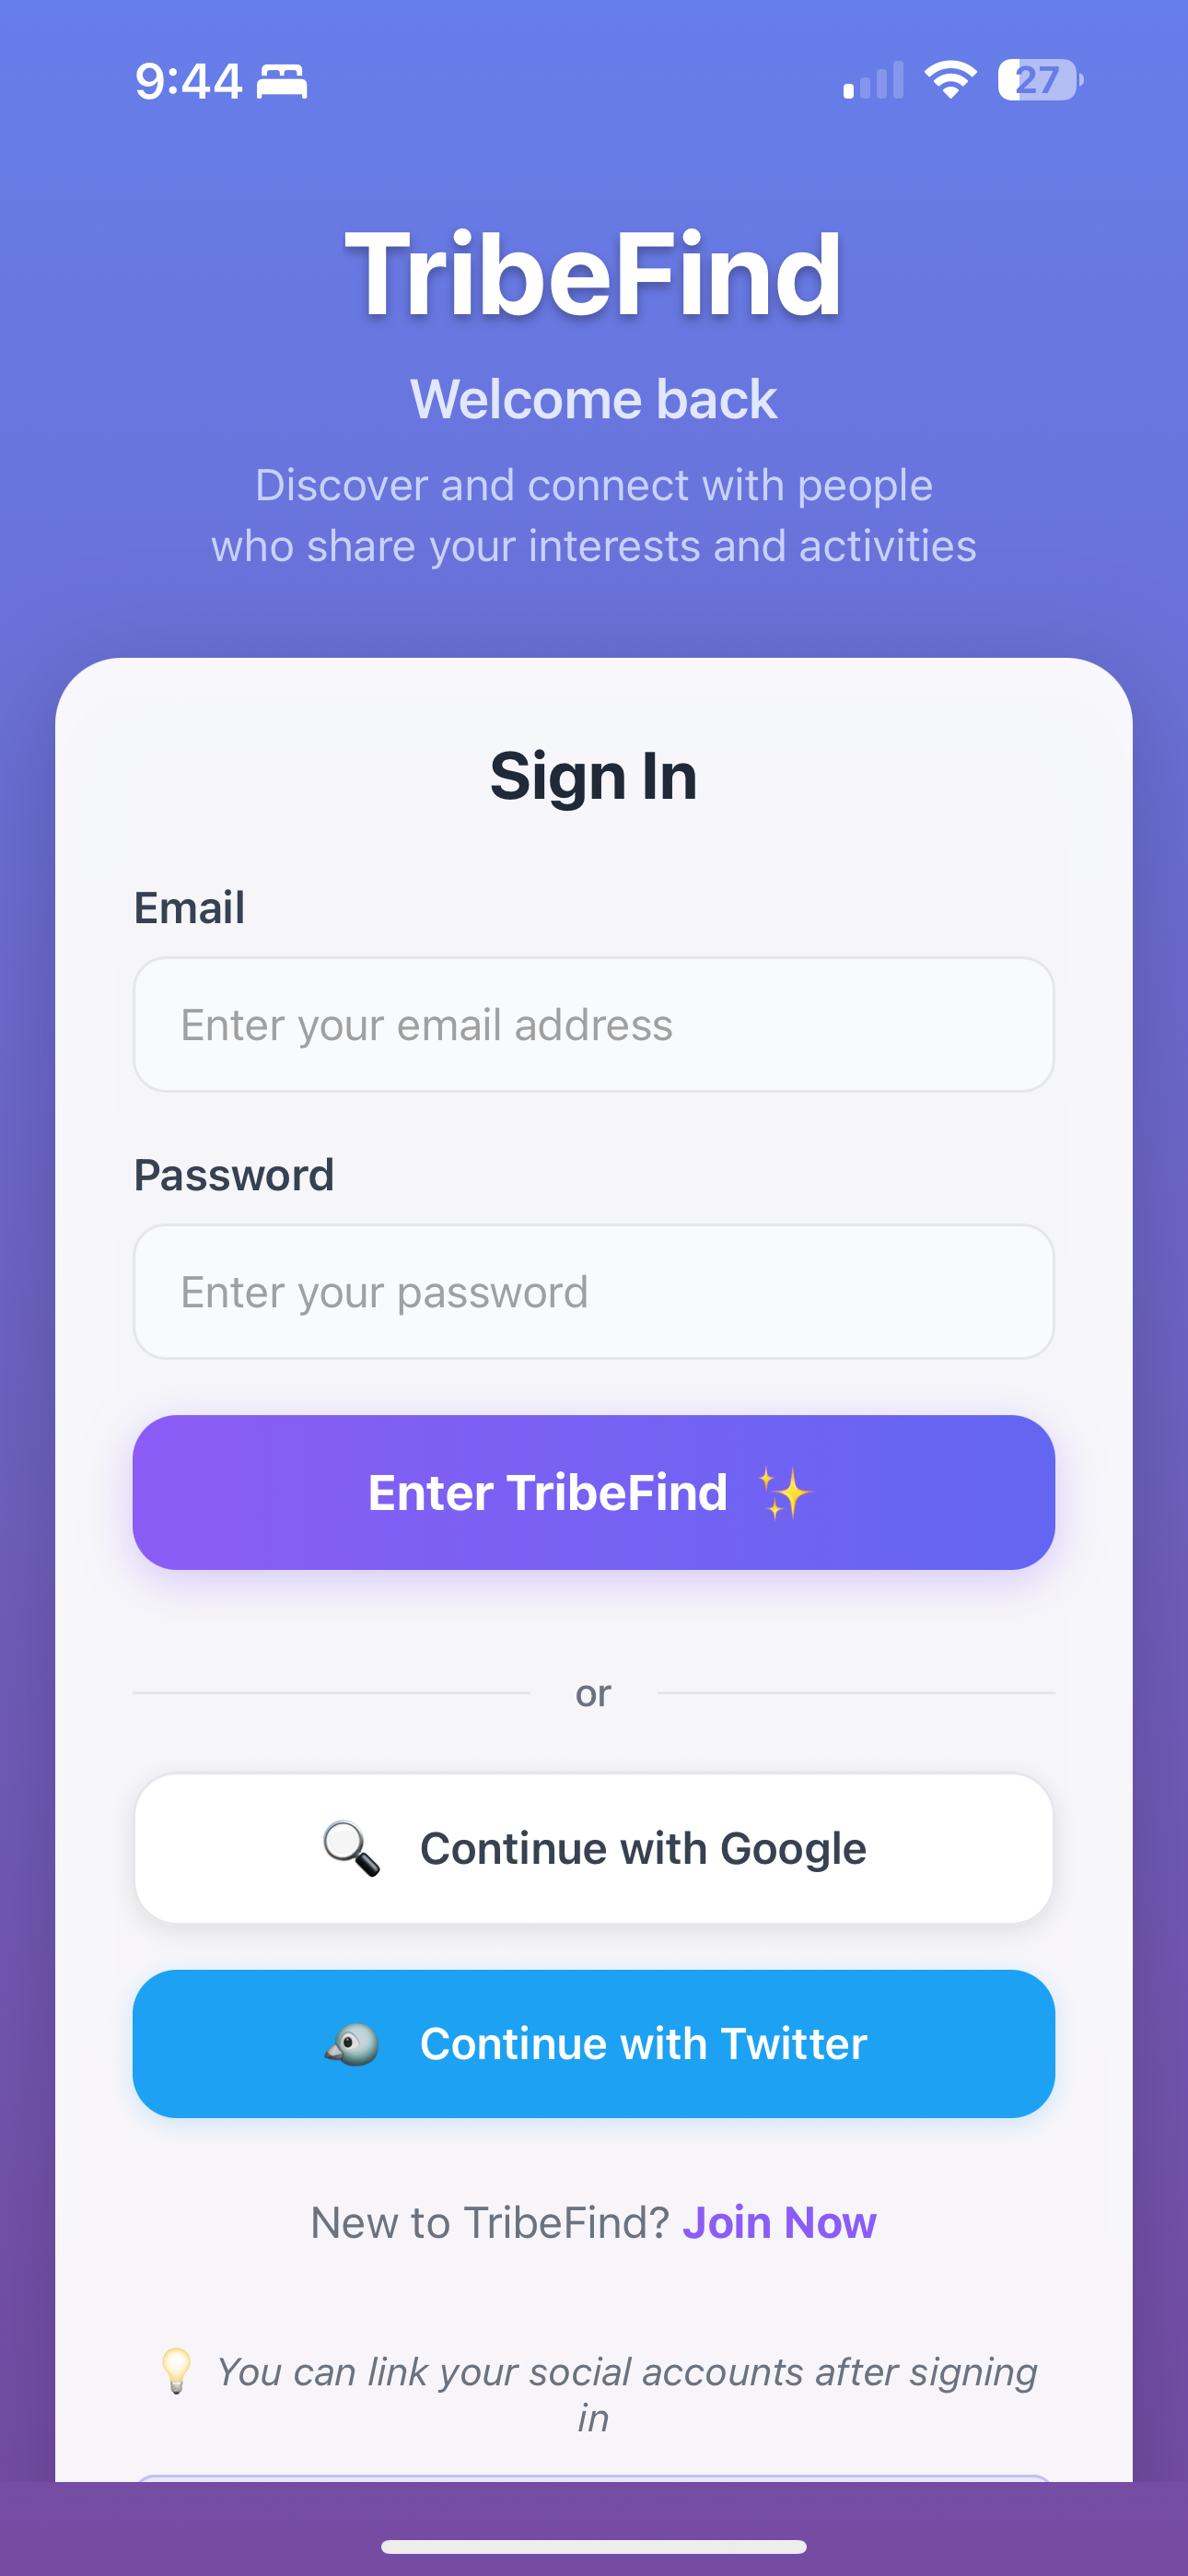 9:44
27
TribeFind
Welcome back
Discover and connect with people
who share your interests and activities
Sign In
Email
Enter your email address
Password
Enter your password
Enter TribeFind ✨
or
🔍 Continue with Google
🐦 Continue with Twitter
New to TribeFind? Join Now
💡 You can link your social accounts after signing
in